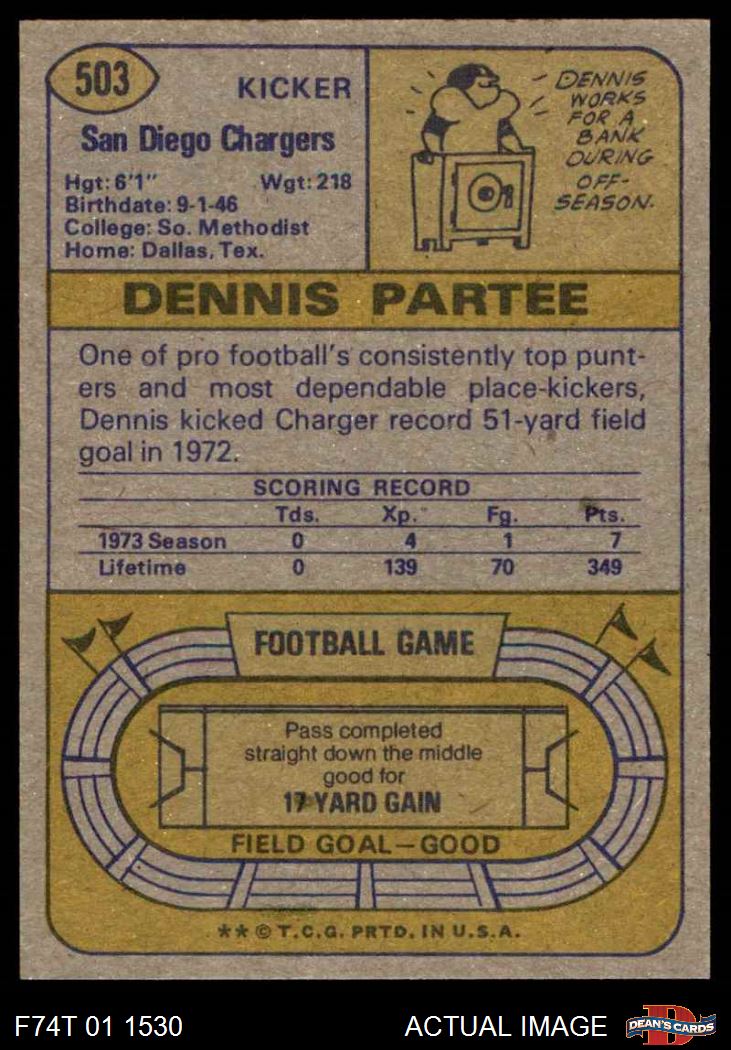 503
KICKER
San Diego Chargers
Hgt: 6'1" Wgt: 218
Birthdate: 9-1-46
College: So. Methodist
Home: Dallas, Tex.
DENNIS
WORKS
FOR A
BANK
DURING
OFF-
SEASON.
DENNIS PARTEE
One of pro football's consistently top punt-
ers and most dependable place-kickers,
Dennis kicked Charger record 51-yard field
goal in 1972.
SCORING RECORD
Tds. Xp. Fg. Pts.
1973 Season 0 4 1 7
Lifetime 0 139 70 349
FOOTBALL GAME
Pass completed
straight down the middle
good for
17 YARD GAIN
FIELD GOAL—GOOD
** © T.C.G. PRTD. IN U.S.A.
F74T 01 1530 ACTUAL IMAGE
D
DEAN'S CARDS